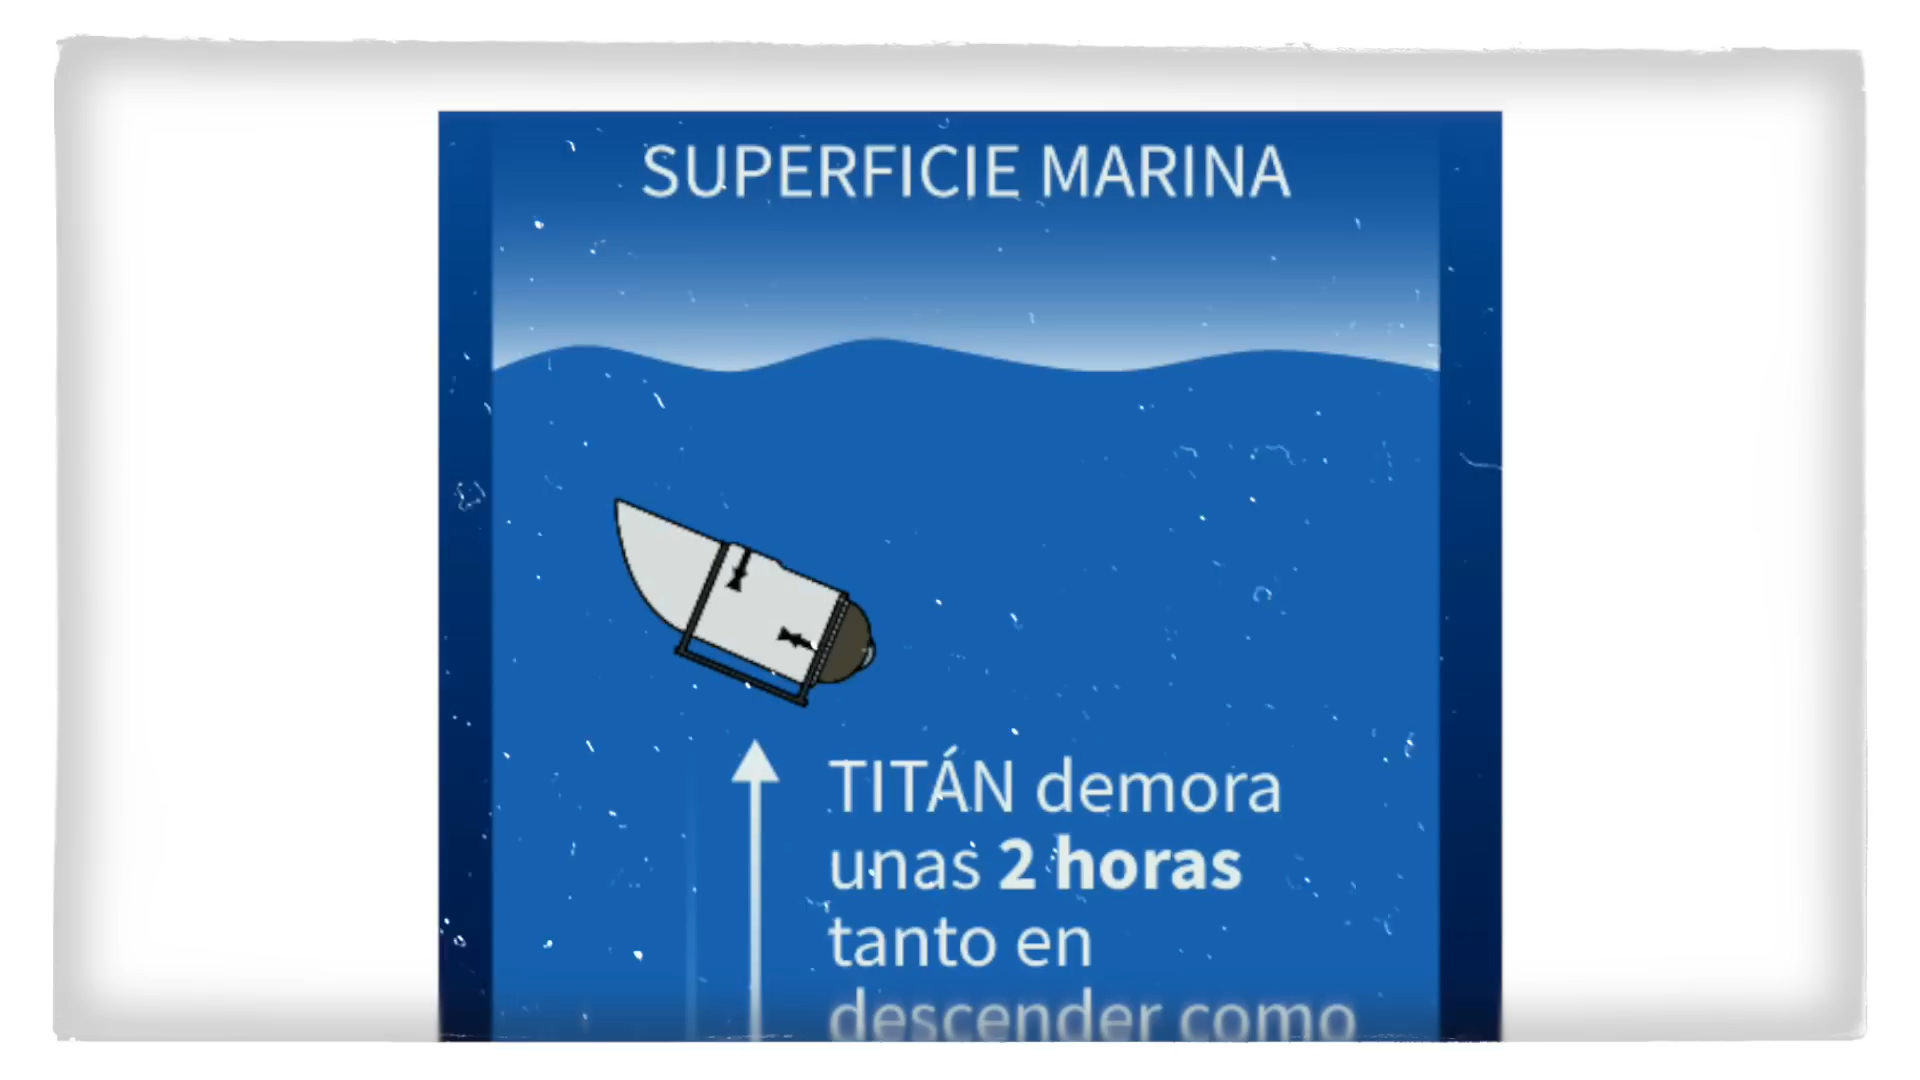 SUPERFICIE MARINA
TITÁN demora
unas 2 horas
tanto en
descender como